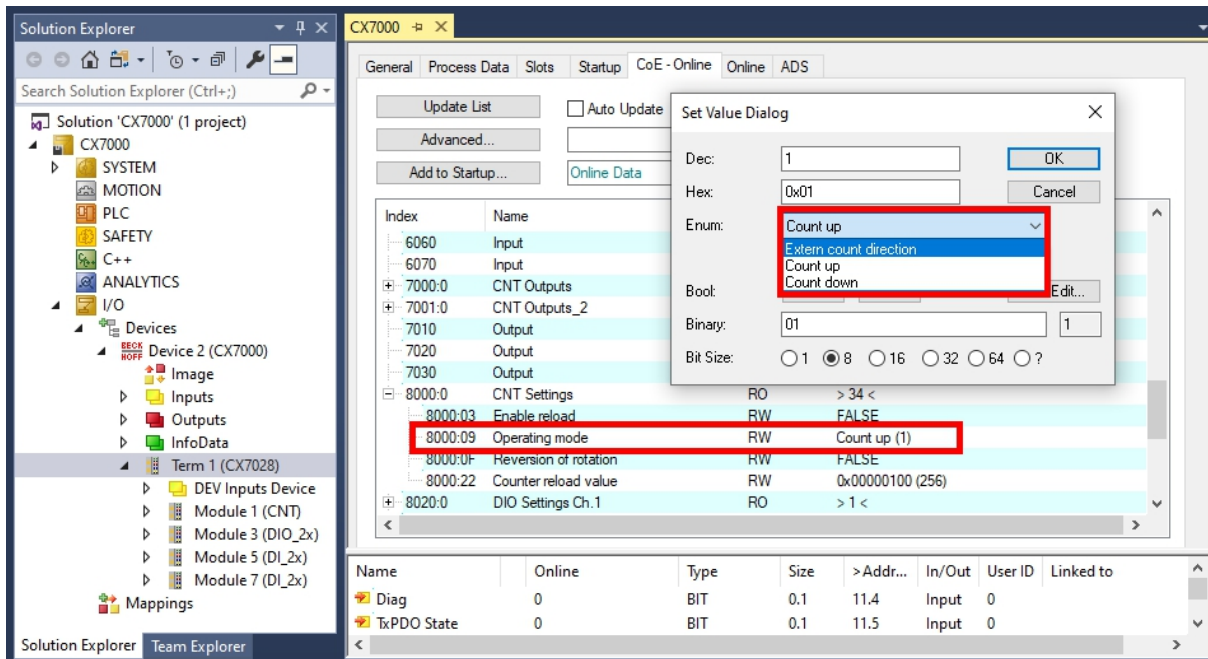 Solution Explorer
Search Solution Explorer (Ctrl+;)
Solution 'CX7000' (1 project)
CX7000
SYSTEM
MOTION
PLC
SAFETY
C++
ANALYTICS
I/O
Devices
BECKHOFF Device 2 (CX7000)
Image
Inputs
Outputs
InfoData
Term 1 (CX7028)
DEV Inputs Device
Module 1 (CNT)
Module 3 (DIO_2x)
Module 5 (DI_2x)
Module 7 (DI_2x)
Mappings
Solution Explorer Team Explorer
CX7000
General Process Data Slots Startup CoE - Online Online ADS
Update List Auto Update
Advanced...
Add to Startup... Online Data
Index Name
6060 Input
6070 Input
7000:0 CNT Outputs
7001:0 CNT Outputs_2
7010 Output
7020 Output
7030 Output
8000:0 CNT Settings RO > 34 <
8000:03 Enable reload RW FALSE
8000:09 Operating mode RW Count up (1)
8000:0F Reversion of rotation RW FALSE
8000:22 Counter reload value RW 0x00000100 (256)
8020:0 DIO Settings Ch.1 RO > 1 <
Set Value Dialog
Dec: 1 OK
Hex: 0x01 Cancel
Enum: Count up
Extern count direction
Count up
Count down
Bool: Edit...
Binary: 01 1
Bit Size: 1 8 16 32 64 ?
Name Online Type Size >Addr... In/Out User ID Linked to
Diag 0 BIT 0.1 11.4 Input 0
TxPDO State 0 BIT 0.1 11.5 Input 0